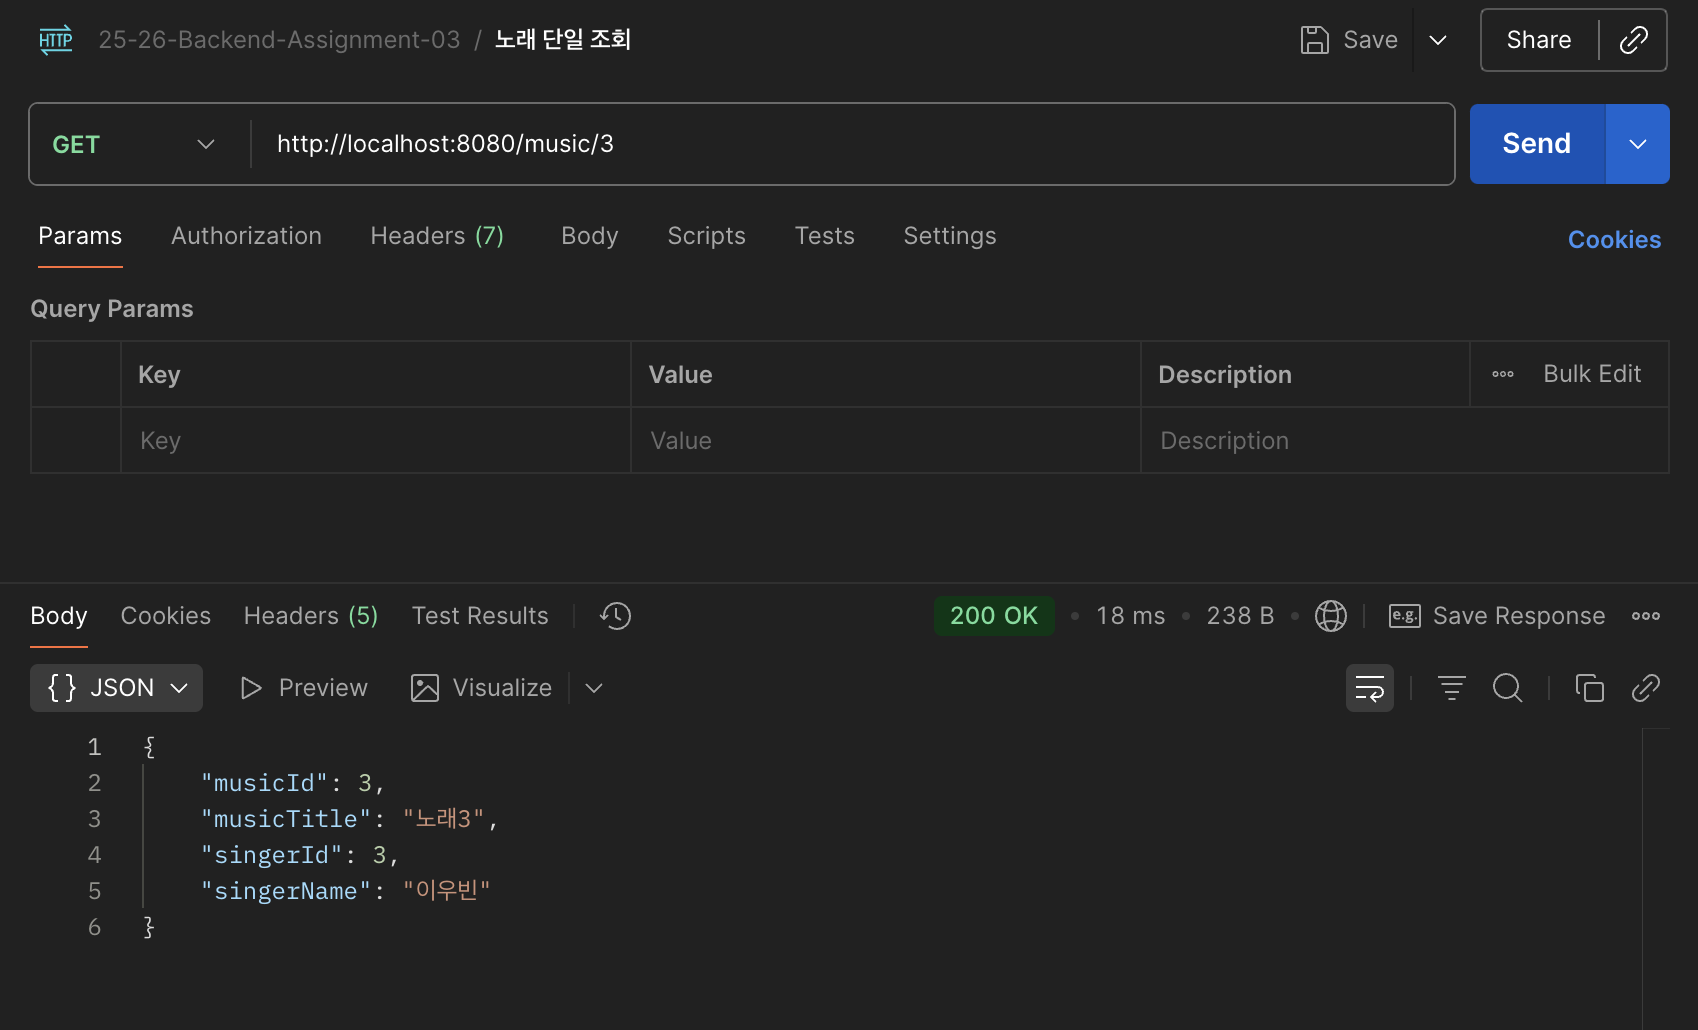 HTTP 25-26-Backend-Assignment-03 / 노래 단일 조회 Save Share
GET http://localhost:8080/music/3 Send
Params Authorization Headers (7) Body Scripts Tests Settings Cookies
Query Params
Key Value Description Bulk Edit
Key Value Description
Body Cookies Headers (5) Test Results 200 OK • 18 ms • 238 B • e.g. Save Response
{ } JSON Preview Visualize
1 {
2 "musicId": 3,
3 "musicTitle": "노래3",
4 "singerId": 3,
5 "singerName": "이우빈"
6 }